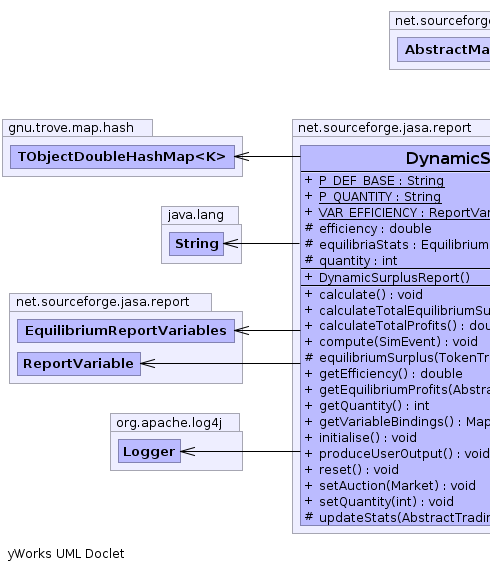 net.sourceforge
AbstractMa
gnu.trove.map.hash
TObjectDoubleHashMap<K>
java.lang
String
net.sourceforge.jasa.report
EquilibriumReportVariables
ReportVariable
org.apache.log4j
Logger
net.sourceforge.jasa.report
DynamicS
+ P_DEF_BASE : String
+ P_QUANTITY : String
+ VAR_EFFICIENCY : ReportVar
# efficiency : double
# equilibriaStats : Equilibrium
# quantity : int
+ DynamicSurplusReport()
+ calculate() : void
+ calculateTotalEquilibriumSu
+ calculateTotalProfits() : dou
+ compute(SimEvent) : void
# equilibriumSurplus(TokenTr
+ getEfficiency() : double
+ getEquilibriumProfits(Abstra
+ getQuantity() : int
+ getVariableBindings() : Map
+ initialise() : void
+ produceUserOutput() : void
+ reset() : void
+ setAuction(Market) : void
+ setQuantity(int) : void
# updateStats(AbstractTradin
yWorks UML Doclet